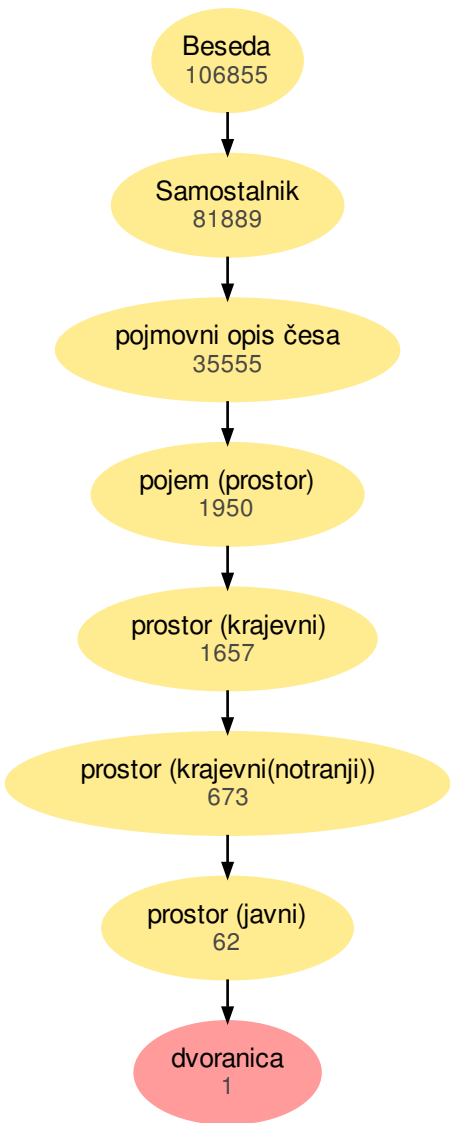 Beseda
106855
Samostalnik
81889
pojmovni opis česa
35555
pojem (prostor)
1950
prostor (krajevni)
1657
prostor (krajevni(notranji))
673
prostor (javni)
62
dvoranica
1